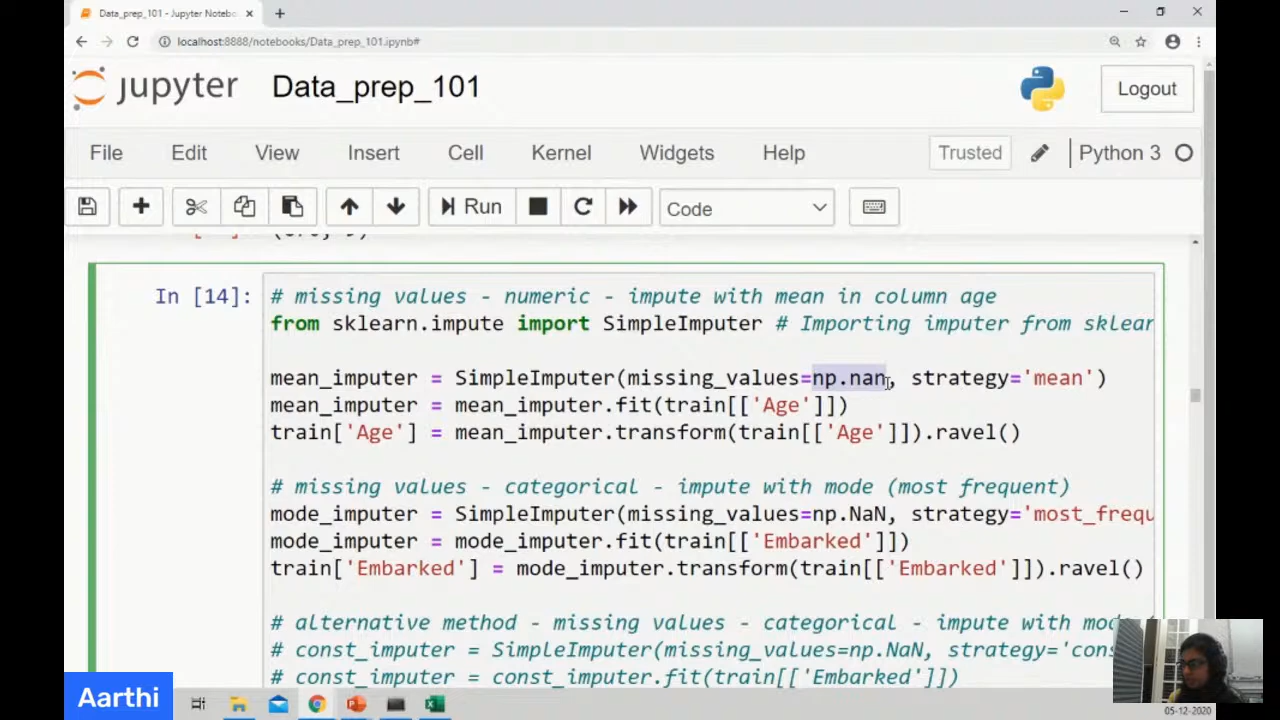 Data_prep_101 - Jupyter Noteb
localhost:8888/notebooks/Data_prep_101.ipynb#
jupyter Data_prep_101
Logout
File Edit View Insert Cell Kernel Widgets Help Trusted Python 3
Run Code
In [14]: # missing values - numeric - impute with mean in column age
from sklearn.impute import SimpleImputer # Importing imputer from sklear
mean_imputer = SimpleImputer(missing_values=np.nan, strategy='mean')
mean_imputer = mean_imputer.fit(train[['Age']])
train['Age'] = mean_imputer.transform(train[['Age']]).ravel()
# missing values - categorical - impute with mode (most frequent)
mode_imputer = SimpleImputer(missing_values=np.NaN, strategy='most_frequ
mode_imputer = mode_imputer.fit(train[['Embarked']])
train['Embarked'] = mode_imputer.transform(train[['Embarked']]).ravel()
# alternative method - missing values - categorical - impute with mode
# const_imputer = SimpleImputer(missing_values=np.NaN, strategy='cons
# const_imputer = const_imputer.fit(train[['Embarked']])
Aarthi
05-12-2020